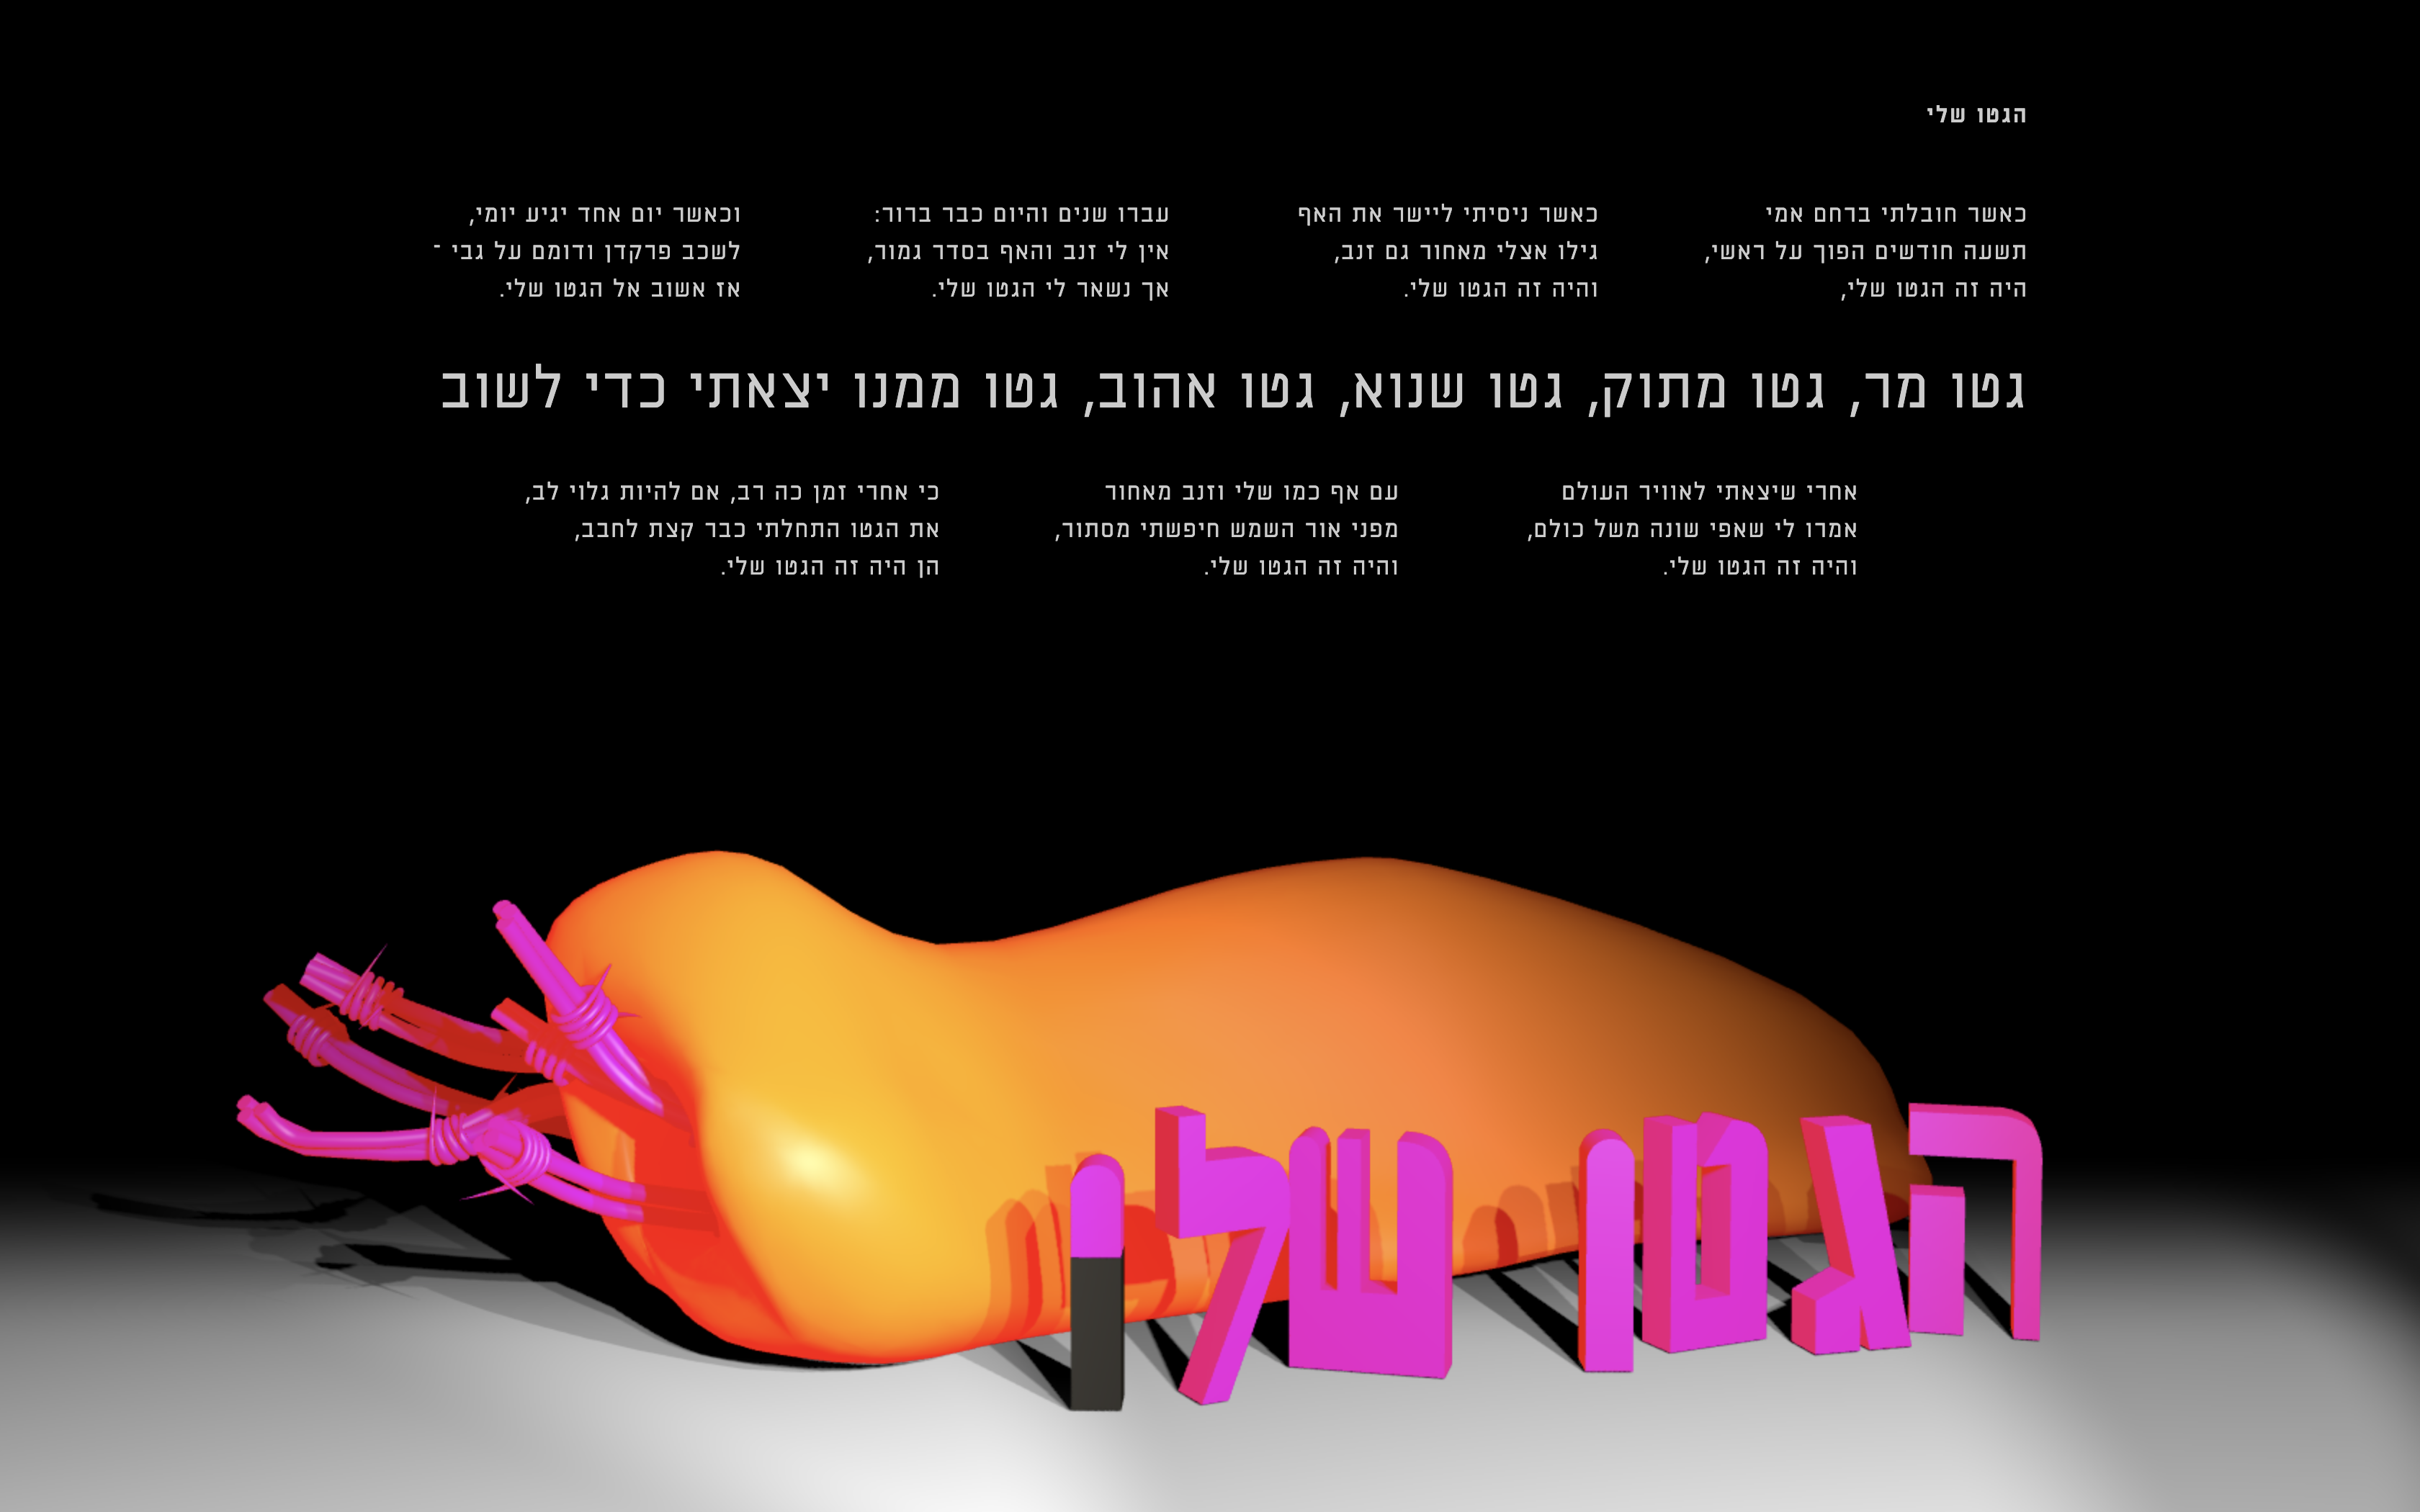 הגטו שלי
כאשר חובלתי ברחם אמי
תשעה חודשים הפוך על ראשי,
היה זה הגטו שלי,
כאשר ניסיתי ליישר את האף
גילו אצלי מאחור גם זנב,
והיה זה הגטו שלי.
עברו שנים והיום כבר ברור:
אין לי זנב והאף בסדר גמור,
אך נשאר לי הגטו שלי.
וכאשר יום אחד יגיע יומי,
לשכב פרקדן ודומם על גבי -
אז אשוב אל הגטו שלי.
גטו מר, גטו מתוק, גטו שנוא, גטו אהוב, גטו ממנו יצאתי כדי לשוב
אחרי שיצאתי לאוויר העולם
אמרו לי שאפי שונה משל כולם,
והיה זה הגטו שלי.
עם אף כמו שלי וזנב מאחור
מפני אור השמש חיפשתי מסתור,
והיה זה הגטו שלי.
כי אחרי זמן כה רב, אם להיות גלוי לב,
את הגטו התחלתי כבר קצת לחבב,
הן היה זה הגטו שלי.
הגטו שלי